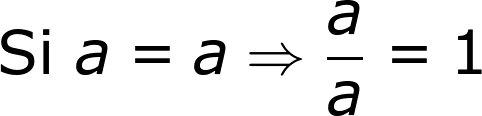 Si a = a ⇒ a/a = 1